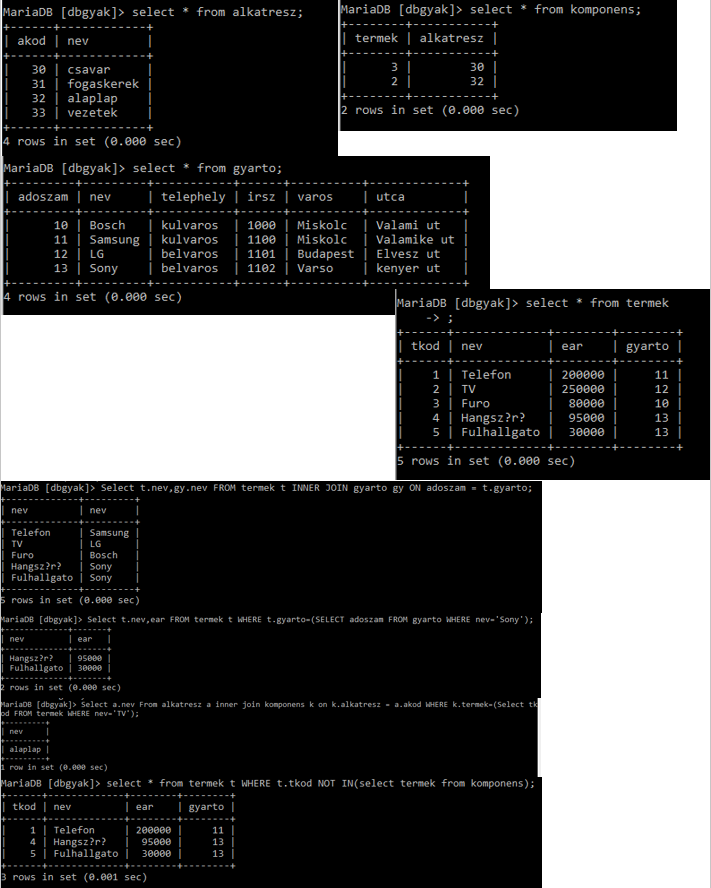 MariaDB [dbgyak]> select * from alkatresz;
+------+------------+
| akod | nev        |
+------+------------+
|   30 | csavar     |
|   31 | fogaskerek |
|   32 | alaplap    |
|   33 | vezetek    |
+------+------------+
4 rows in set (0.000 sec)
MariaDB [dbgyak]> select * from komponens;
+--------+-----------+
| termek | alkatresz |
+--------+-----------+
|      3 |        30 |
|      2 |        32 |
+--------+-----------+
2 rows in set (0.000 sec)
MariaDB [dbgyak]> select * from gyarto;
+---------+---------+-----------+------+----------+-------------+
| adoszam | nev     | telephely | irsz | varos    | utca        |
+---------+---------+-----------+------+----------+-------------+
|      10 | Bosch   | kulvaros  | 1000 | Miskolc  | Valami ut   |
|      11 | Samsung | kulvaros  | 1100 | Miskolc  | Valamike ut |
|      12 | LG      | belvaros  | 1101 | Budapest | Elvesz ut   |
|      13 | Sony    | belvaros  | 1102 | Varso    | kenyer ut   |
+---------+---------+-----------+------+----------+-------------+
4 rows in set (0.000 sec)
MariaDB [dbgyak]> select * from termek
    -> ;
+------+-------------+--------+--------+
| tkod | nev         | ear    | gyarto |
+------+-------------+--------+--------+
|    1 | Telefon     | 200000 |     11 |
|    2 | TV          | 250000 |     12 |
|    3 | Furo        |  80000 |     10 |
|    4 | Hangsz?r?   |  95000 |     13 |
|    5 | Fulhallgato |  30000 |     13 |
+------+-------------+--------+--------+
5 rows in set (0.000 sec)
MariaDB [dbgyak]> Select t.nev,gy.nev FROM termek t INNER JOIN gyarto gy ON adoszam = t.gyarto;
+-------------+---------+
| nev         | nev     |
+-------------+---------+
| Telefon     | Samsung |
| TV          | LG      |
| Furo        | Bosch   |
| Hangsz?r?   | Sony    |
| Fulhallgato | Sony    |
+-------------+---------+
5 rows in set (0.000 sec)
MariaDB [dbgyak]> Select t.nev,ear FROM termek t WHERE t.gyarto=(SELECT adoszam FROM gyarto WHERE nev='Sony');
+-------------+-------+
| nev         | ear   |
+-------------+-------+
| Hangsz?r?   | 95000 |
| Fulhallgato | 30000 |
+-------------+-------+
2 rows in set (0.000 sec)
MariaDB [dbgyak]> Select a.nev From alkatresz a inner join komponens k on k.alkatresz = a.akod WHERE k.termek=(Select tk
od FROM termek WHERE nev='TV');
+---------+
| nev     |
+---------+
| alaplap |
+---------+
1 row in set (0.000 sec)
MariaDB [dbgyak]> select * from termek t WHERE t.tkod NOT IN(select termek from komponens);
+------+-------------+--------+--------+
| tkod | nev         | ear    | gyarto |
+------+-------------+--------+--------+
|    1 | Telefon     | 200000 |     11 |
|    4 | Hangsz?r?   |  95000 |     13 |
|    5 | Fulhallgato |  30000 |     13 |
+------+-------------+--------+--------+
3 rows in set (0.001 sec)